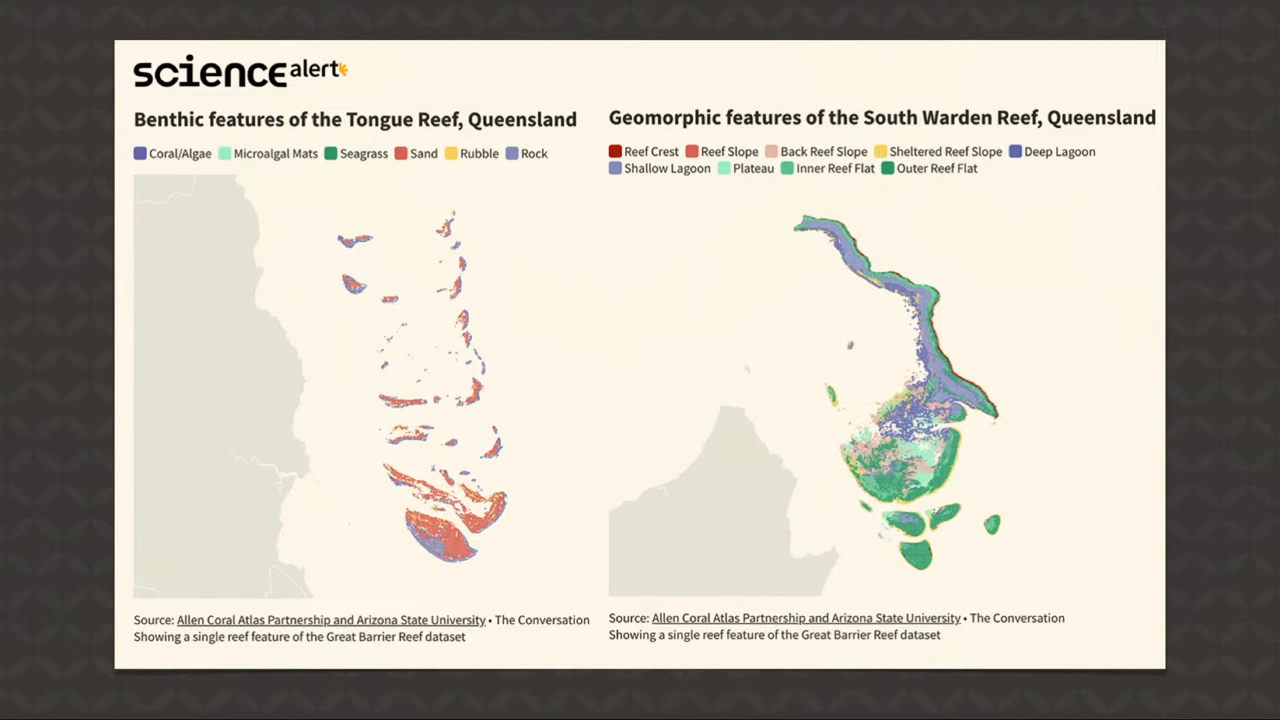 science alert
Benthic features of the Tongue Reef, Queensland
Coral/Algae Microalgal Mats Seagrass Sand Rubble Rock
Source: Allen Coral Atlas Partnership and Arizona State University • The Conversation
Showing a single reef feature of the Great Barrier Reef dataset
Geomorphic features of the South Warden Reef, Queensland
Reef Crest Reef Slope Back Reef Slope Sheltered Reef Slope Deep Lagoon
Shallow Lagoon Plateau Inner Reef Flat Outer Reef Flat
Source: Allen Coral Atlas Partnership and Arizona State University • The Conversation
Showing a single reef feature of the Great Barrier Reef dataset